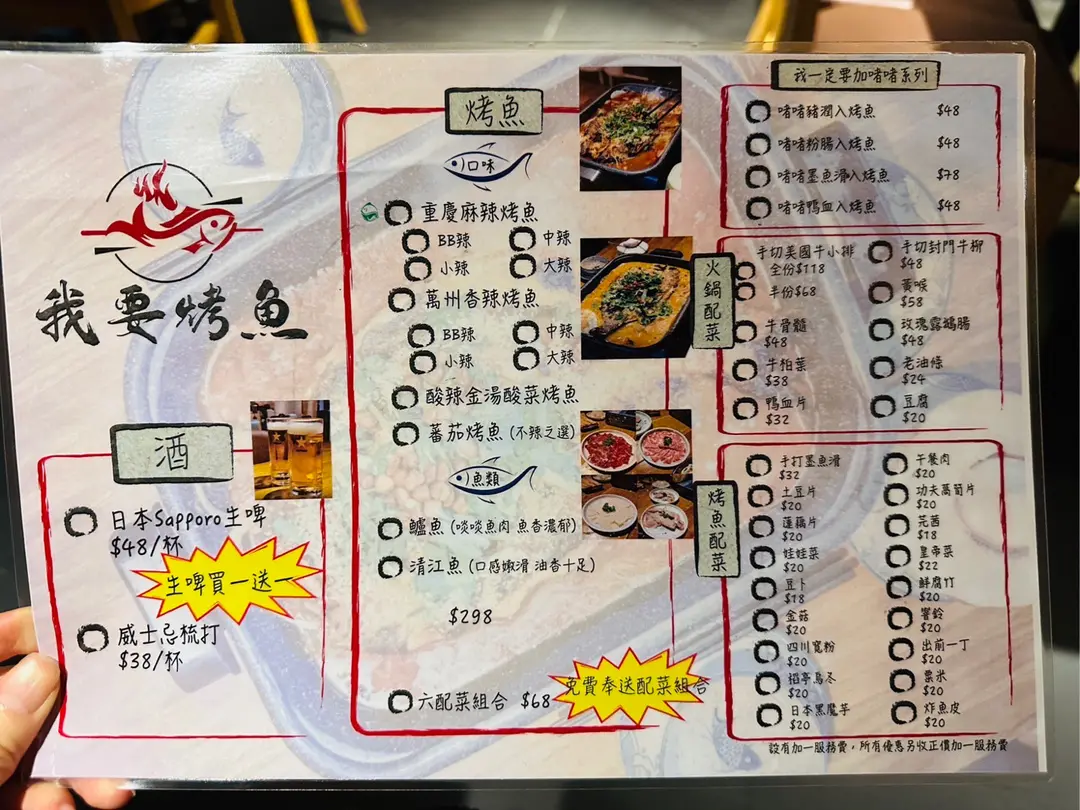 我要烤魚
酒
日本Sapporo生啤
$48/杯
生啤買一送一
威士忌梳打
$38/杯
烤魚
口味
重慶麻辣烤魚
BB辣
中辣
小辣
大辣
萬州香辣烤魚
BB辣
中辣
小辣
大辣
酸辣金湯酸菜烤魚
蕃茄烤魚 (不辣之選)
魚類
鱸魚 (啖啖魚肉 魚香濃郁)
清江魚 (口感嫩滑 油香十足)
$298
六配菜組合 $68
免費奉送配菜組合
我一定要加啫啫系列
啫啫豬潤入烤魚 $48
啫啫粉腸入烤魚 $48
啫啫墨魚滑入烤魚 $78
啫啫鴨血入烤魚 $48
火鍋配菜
手切美國牛小排
全份$118
半份$68
牛骨髓
$48
牛柏葉
$38
鴨血片
$32
手切封門牛柳
$48
黃喉
$58
玫瑰露鴨腸
$48
老油條
$24
豆腐
$20
烤魚配菜
手打墨魚滑
$32
土豆片
$20
蓮藕片
$20
娃娃菜
$20
豆卜
$18
金菇
$20
四川寬粉
$20
稻亭烏冬
$20
日本黑魔芋
$20
午餐肉
$20
功夫萵筍片
$20
芫茜
$18
皇帝菜
$22
鮮腐竹
$20
響鈴
$20
出前一丁
$20
粟米
$20
炸魚皮
$20
設有加一服務費，所有優惠另收正價加一服務費